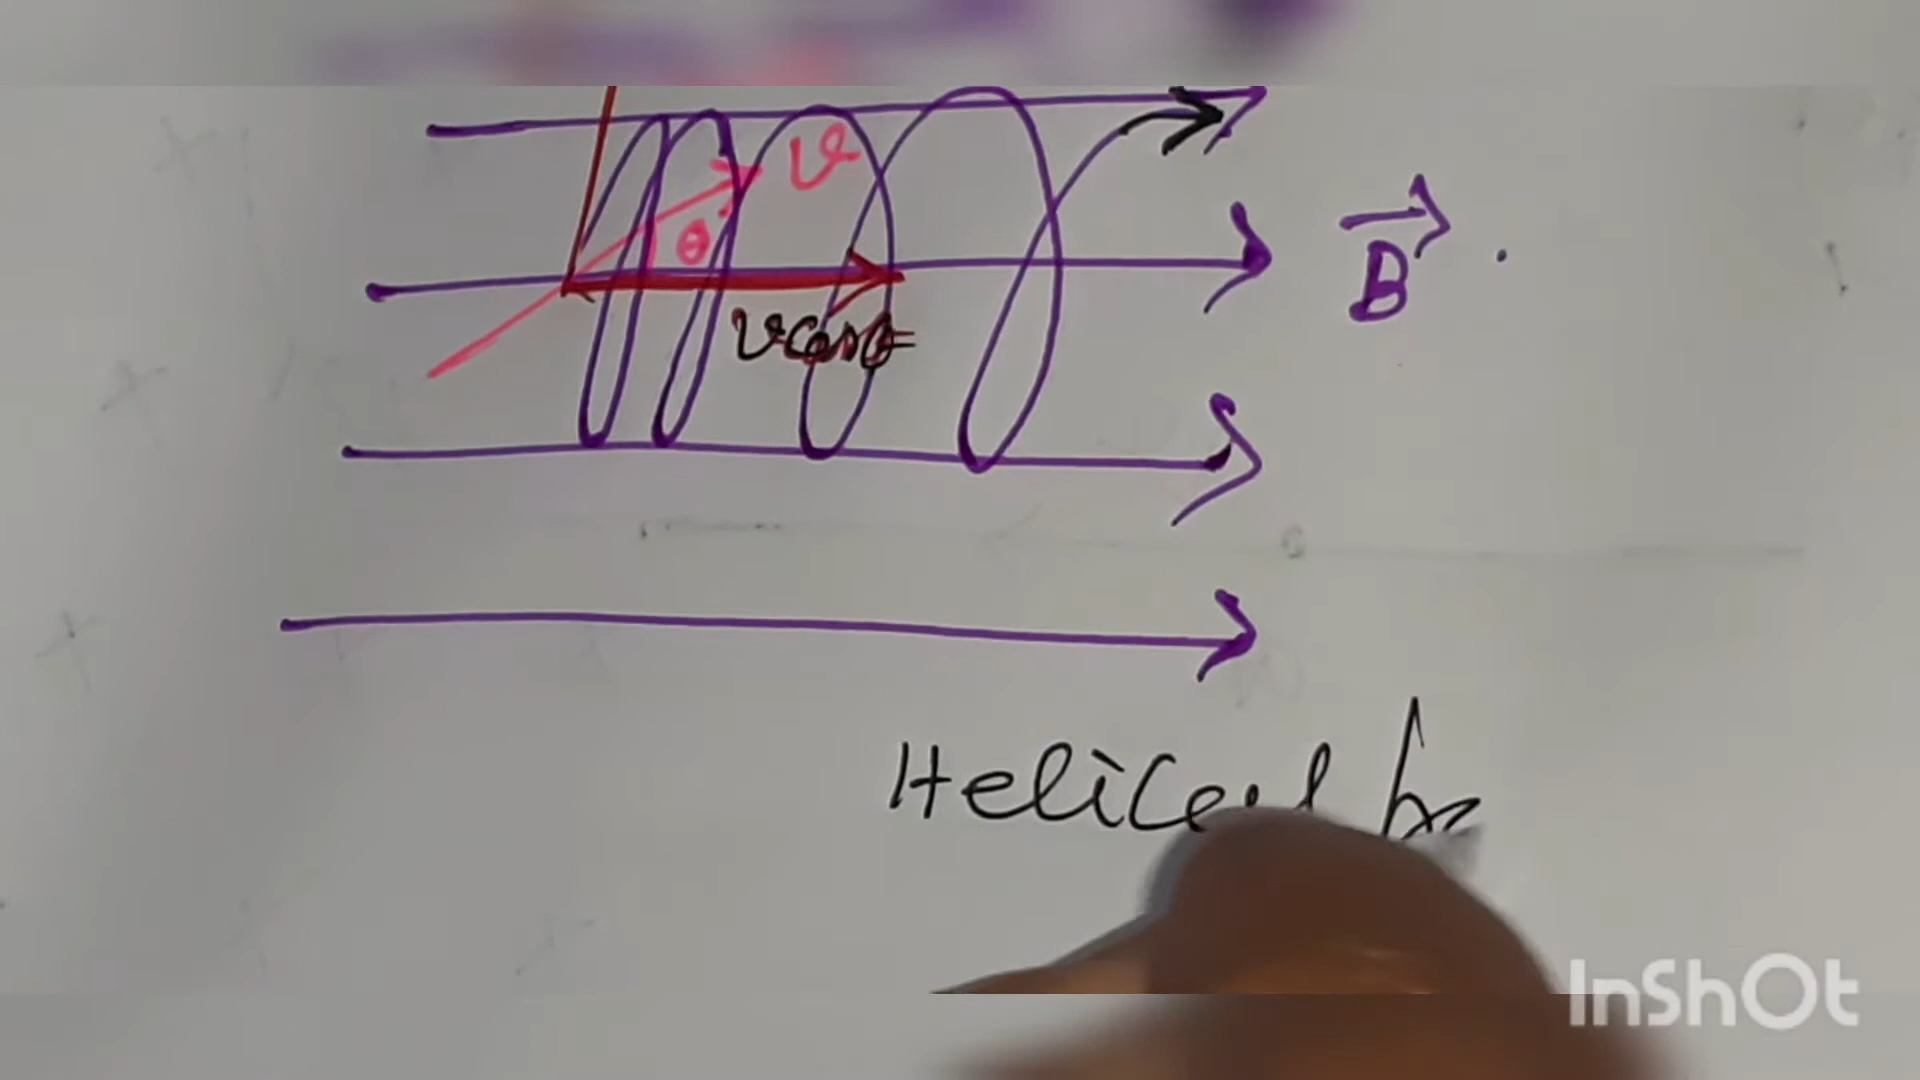 v
θ
B
v cosθ
Helical
InShOt